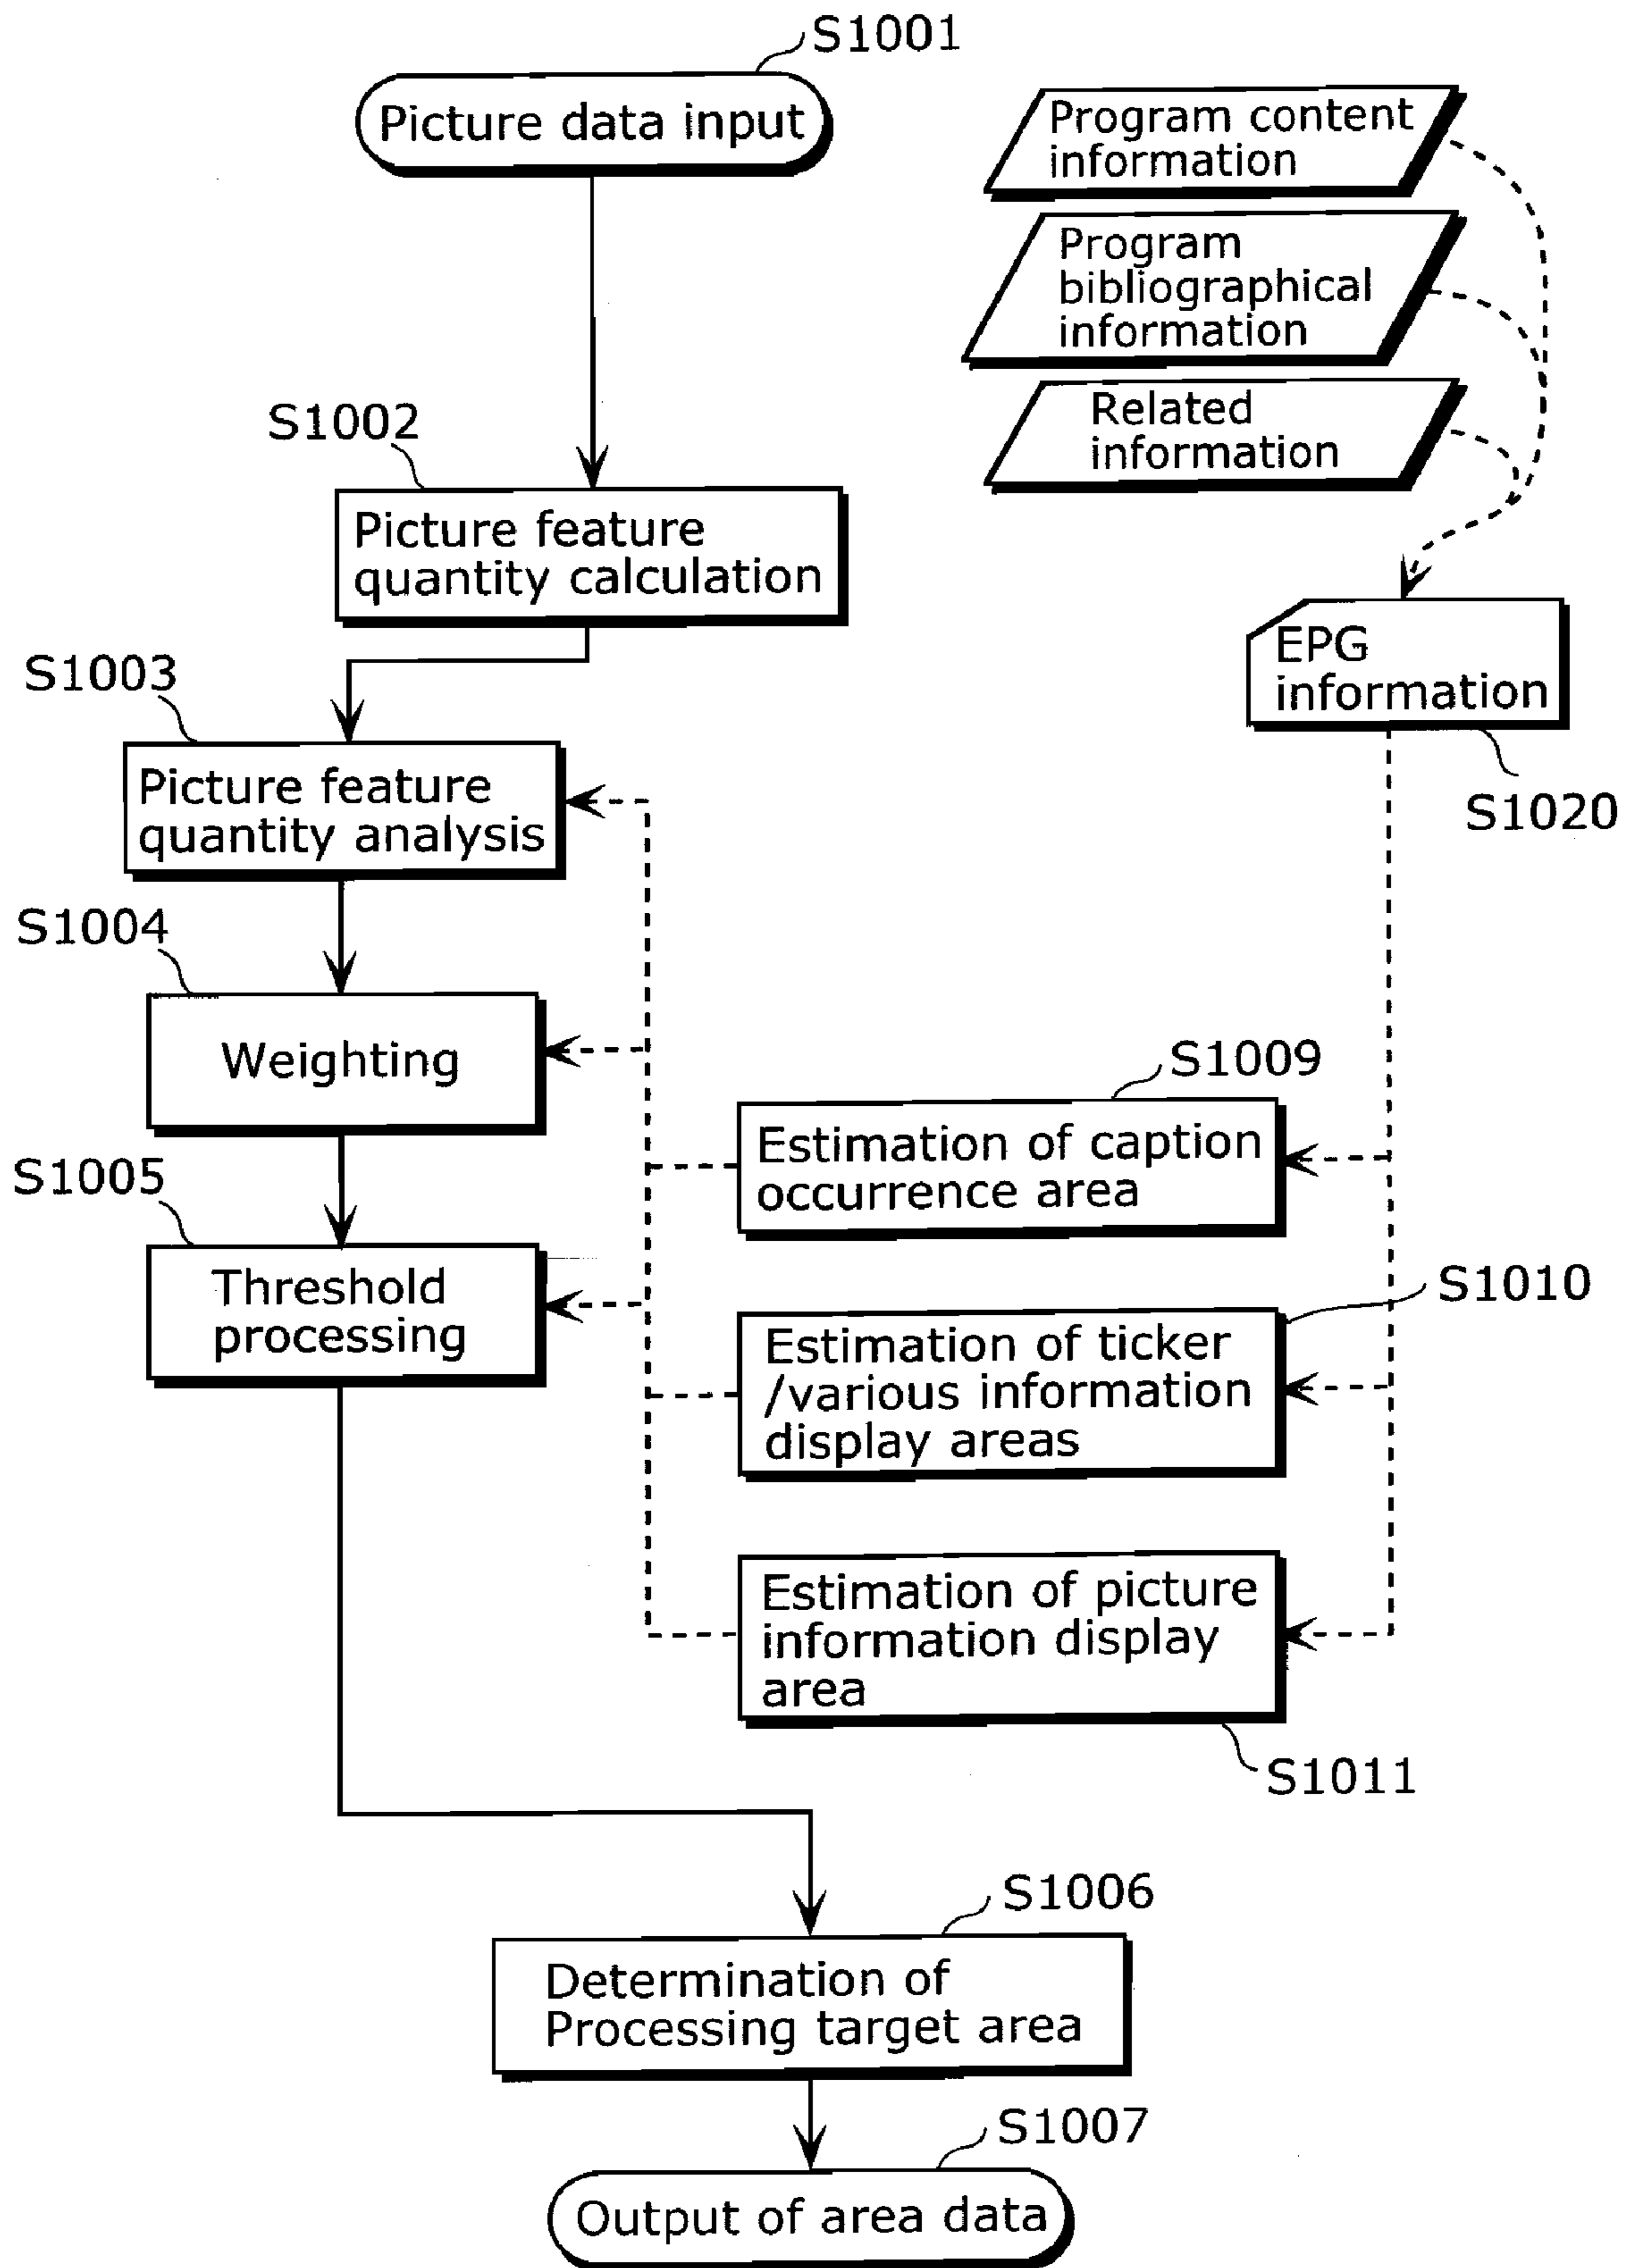 S1001
Picture data input
Program content
information
Program
bibliographical
information
Related
information
S1002
Picture feature
quantity calculation
EPG
information
S1020
S1003
Picture feature
quantity analysis
S1004
Weighting
S1009
Estimation of caption
occurrence area
S1005
Threshold
processing
S1010
Estimation of ticker
/various information
display areas
Estimation of picture
information display
area
S1011
S1006
Determination of
Processing target area
S1007
Output of area data